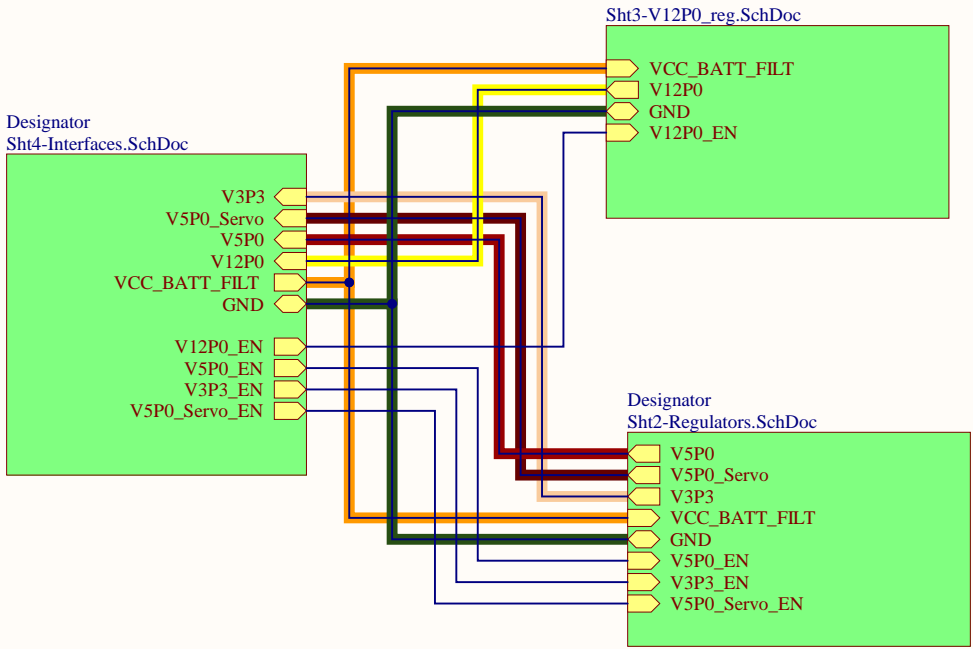 Sht3-V12P0_reg.SchDoc
VCC_BATT_FILT
V12P0
GND
V12P0_EN
Designator
Sht4-Interfaces.SchDoc
V3P3
V5P0_Servo
V5P0
V12P0
VCC_BATT_FILT
GND
V12P0_EN
V5P0_EN
V3P3_EN
V5P0_Servo_EN
Designator
Sht2-Regulators.SchDoc
V5P0
V5P0_Servo
V3P3
VCC_BATT_FILT
GND
V5P0_EN
V3P3_EN
V5P0_Servo_EN